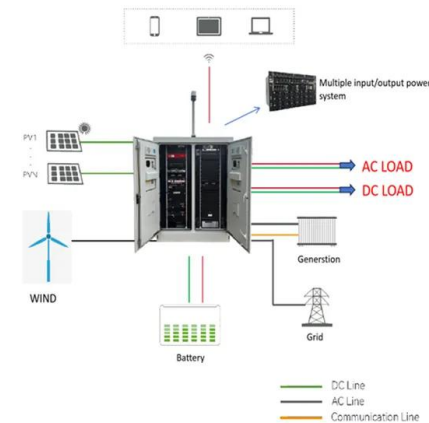 Multiple input/output power
system
PV1
PVN
AC LOAD
DC LOAD
WIND
Generstion
Grid
Battery
DC Line
AC Line
Communication Line